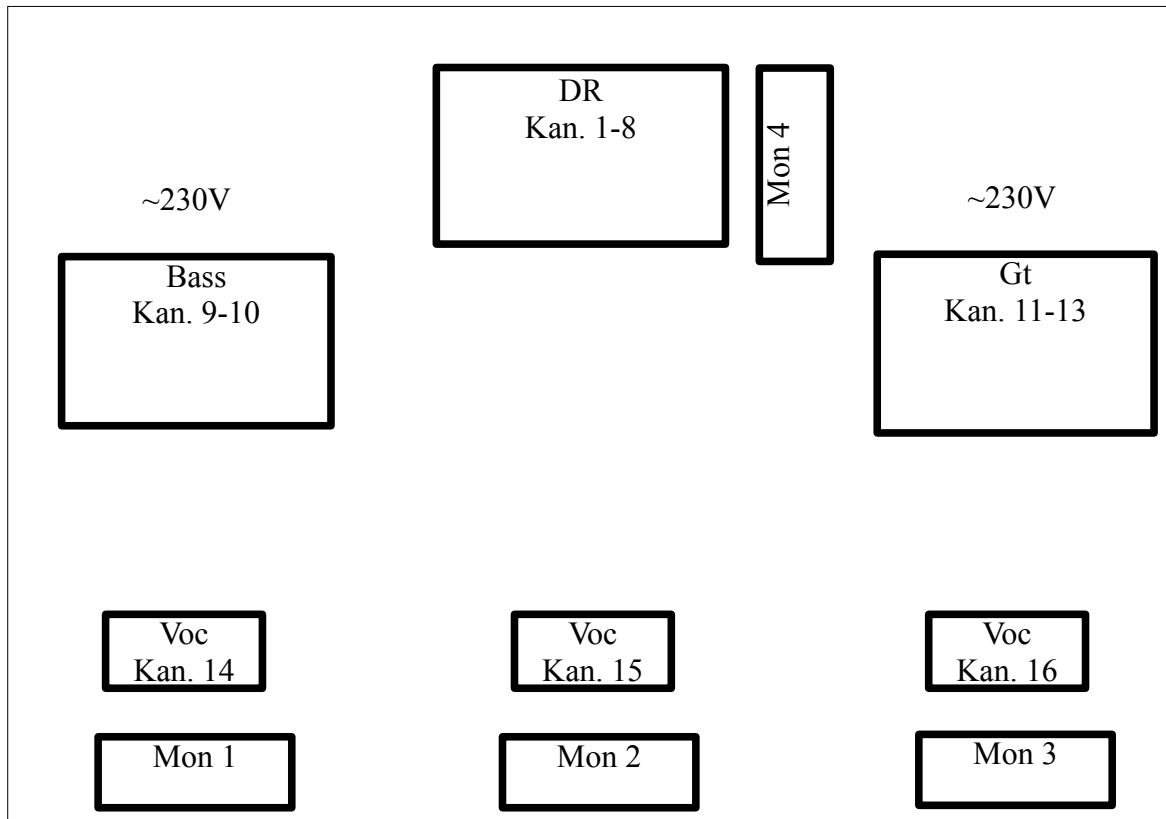 DR
Kan. 1-8
Mon 4
~230V
~230V
Bass
Kan. 9-10
Gt
Kan. 11-13
Voc
Kan. 14
Voc
Kan. 15
Voc
Kan. 16
Mon 1
Mon 2
Mon 3